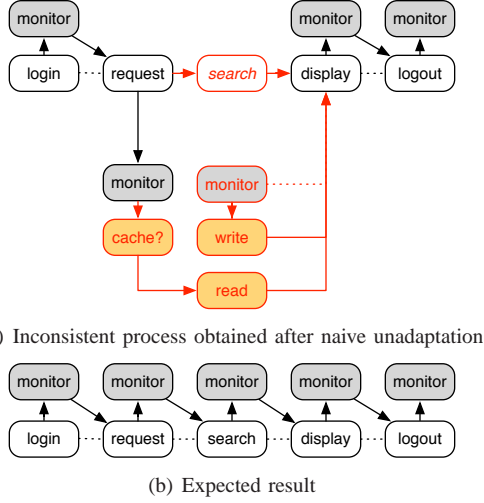 monitor monitor monitor
login request search display logout
monitor monitor
cache? write
read
) Inconsistent process obtained after naive unadaptation
monitor monitor monitor monitor monitor
login request search display logout
(b) Expected result